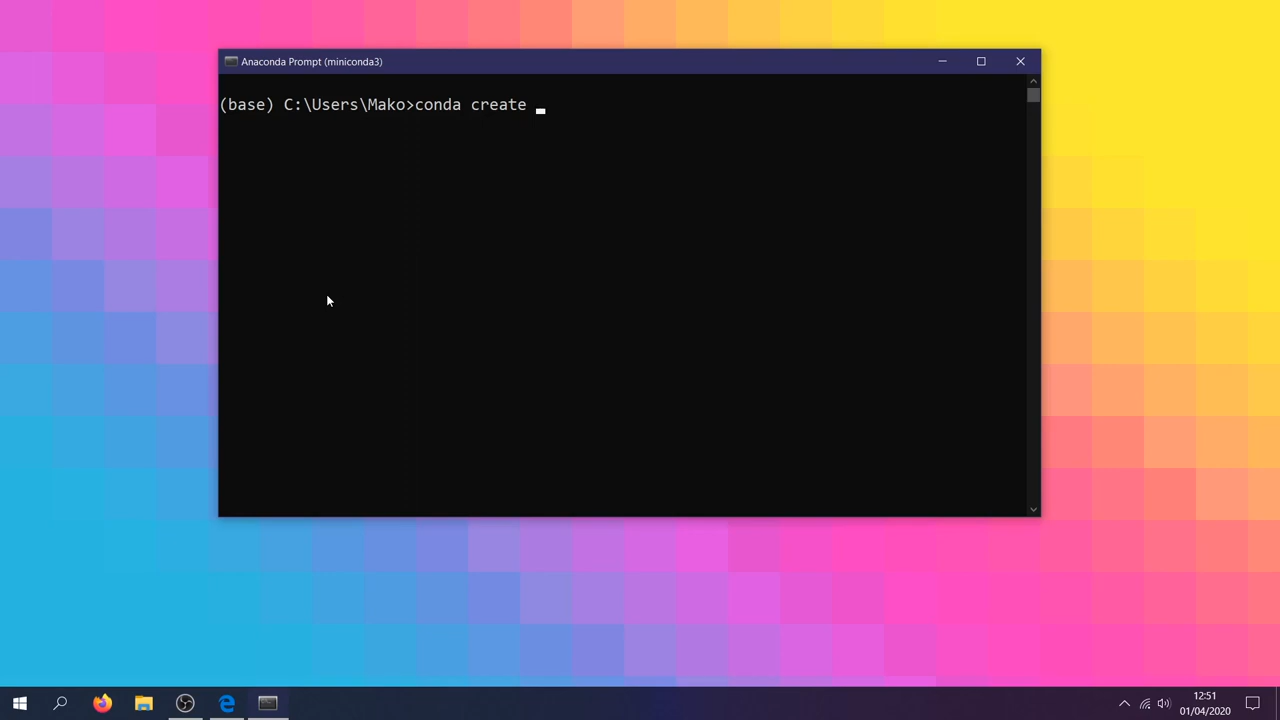 Anaconda Prompt (miniconda3)
(base) C:\Users\Mako>conda create
12:51
01/04/2020